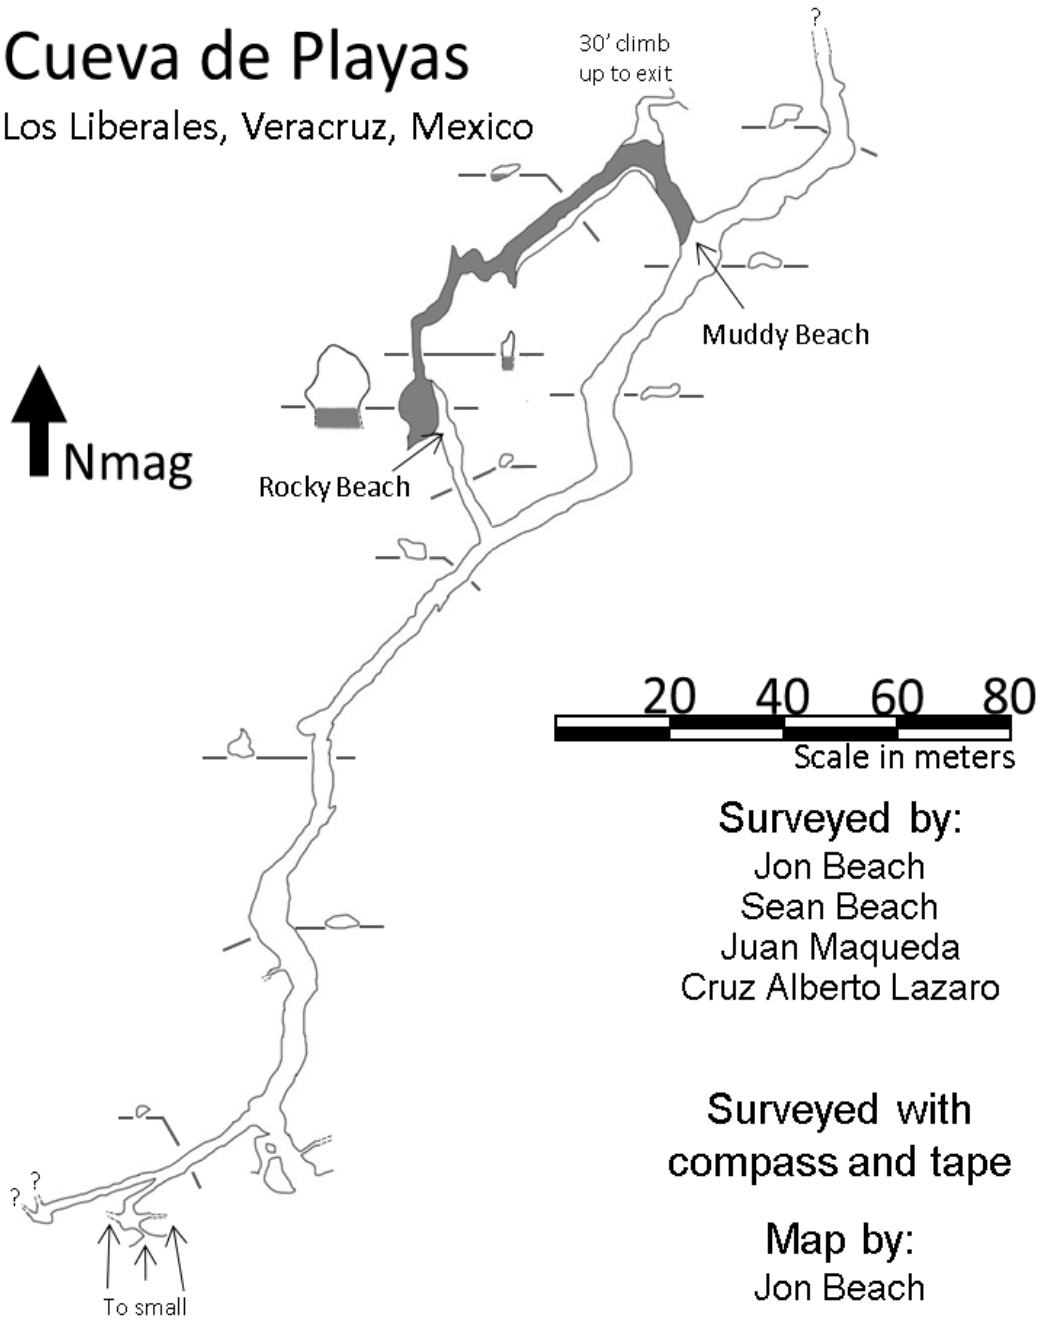 Cueva de Playas
Los Liberales, Veracruz, Mexico
30’ climb
up to exit
?
Muddy Beach
Nmag
Rocky Beach
20 40 60 80
Scale in meters
Surveyed by:
Jon Beach
Sean Beach
Juan Maqueda
Cruz Alberto Lazaro
Surveyed with
compass and tape
Map by:
Jon Beach
?
?
To small